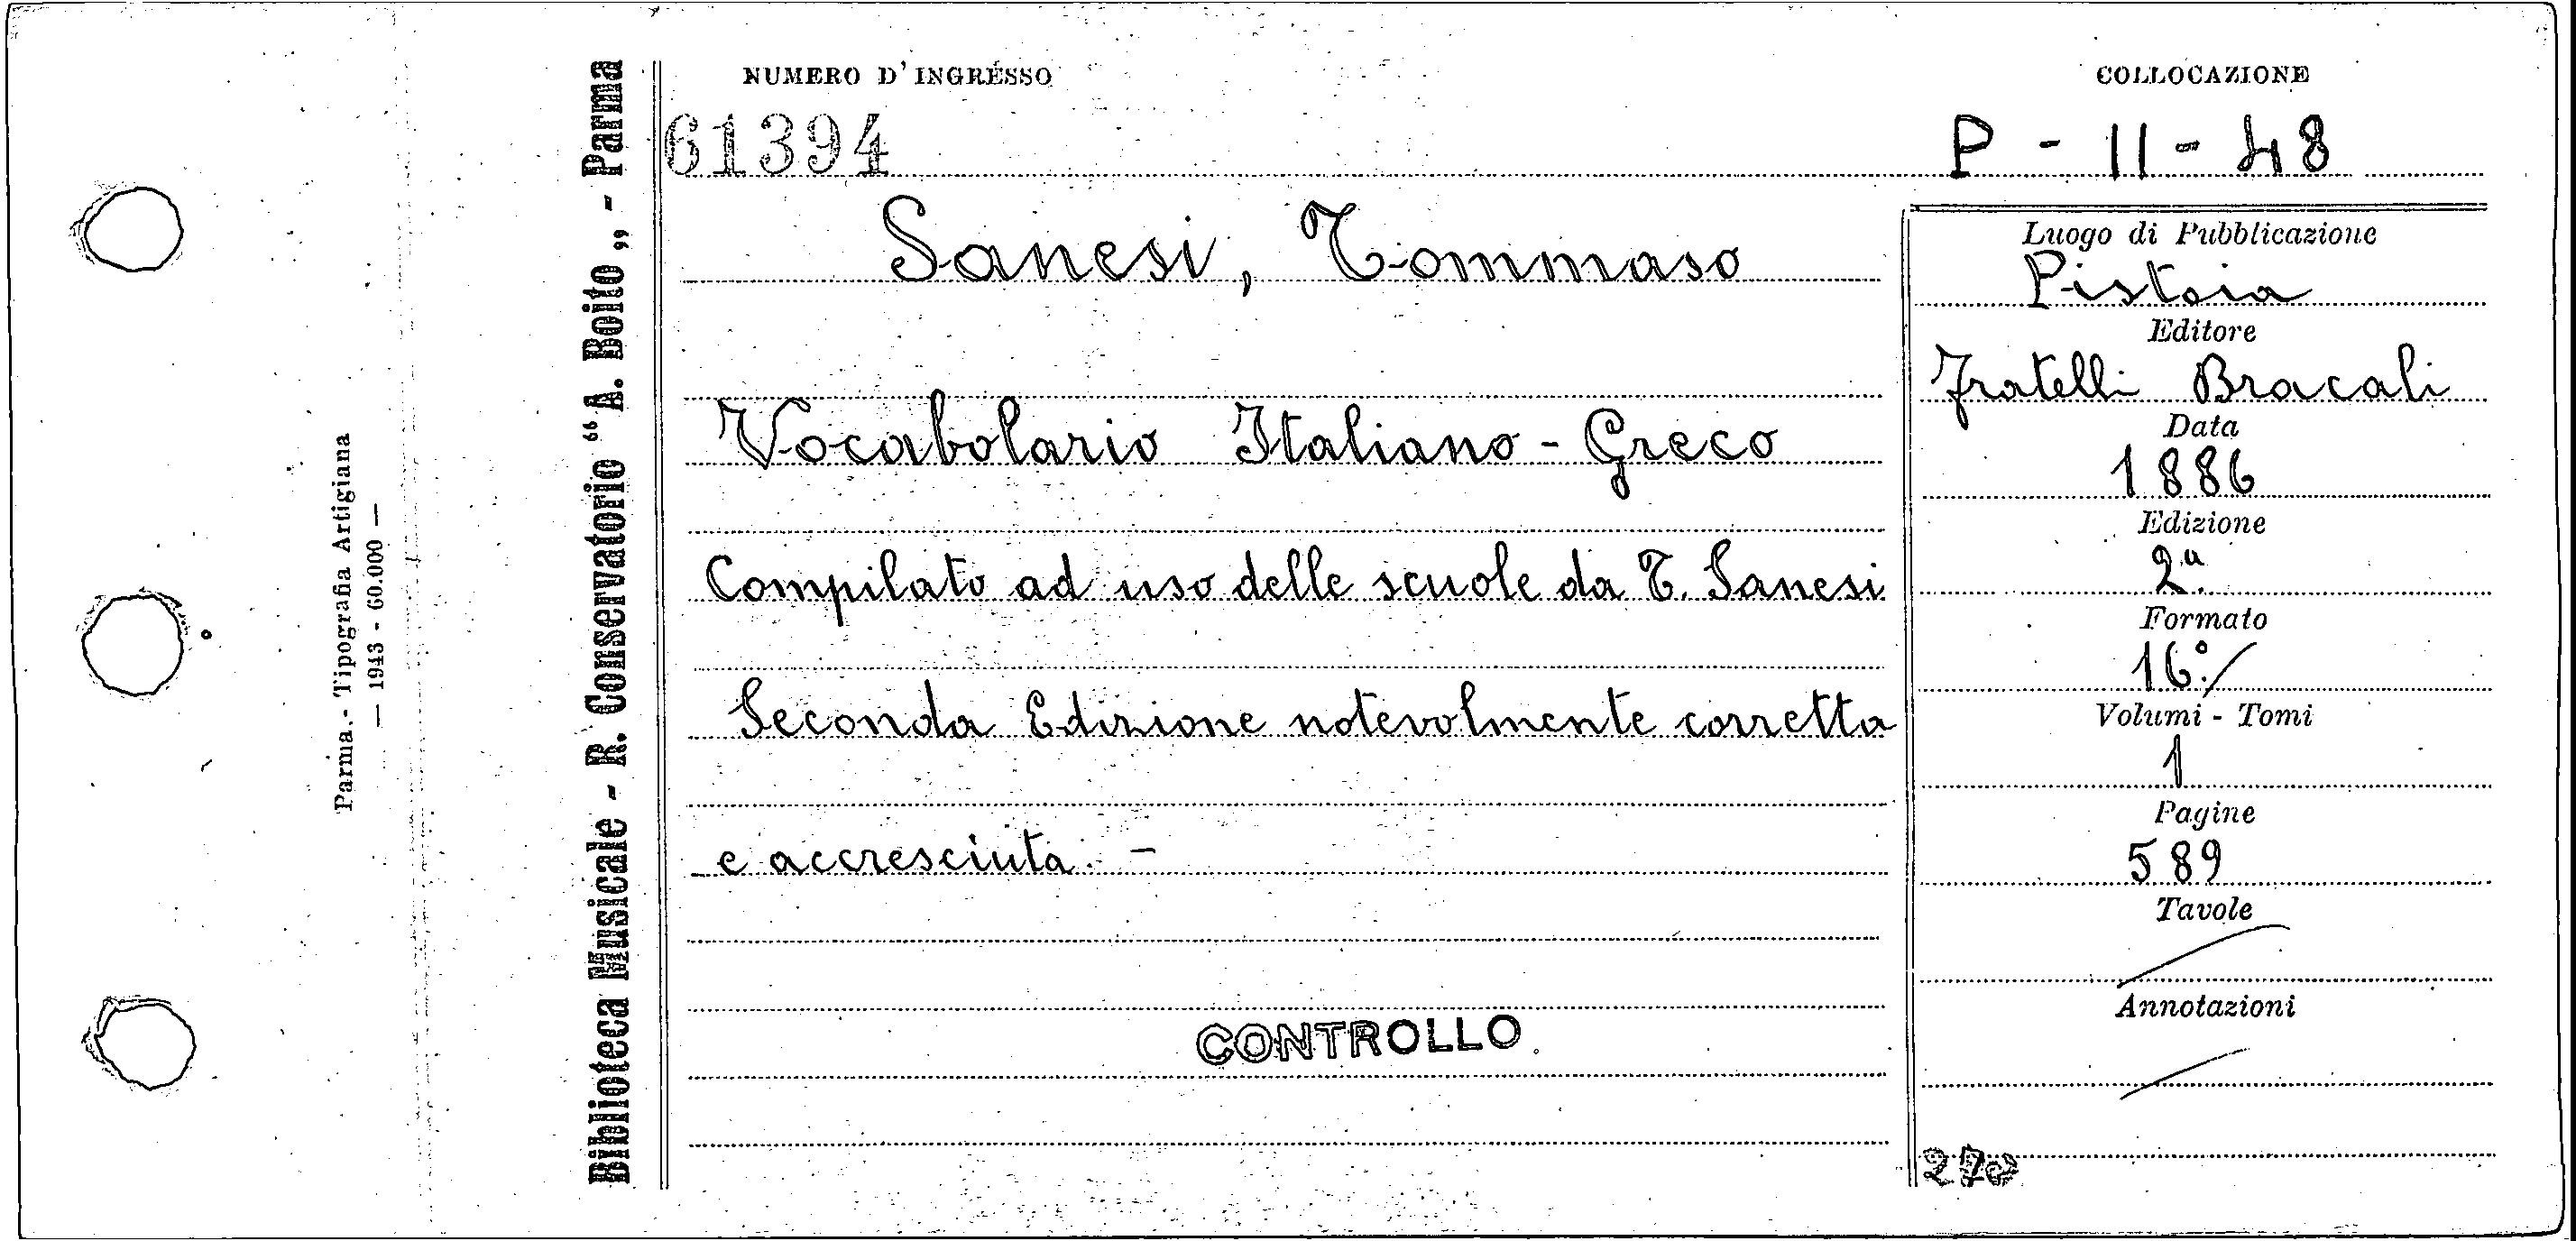 NUMERO D'INGRESSO
61394
COLLOCAZIONE
P - II - 48
Sanesi, Tommaso
Vocabolario Italiano - Greco
Compilato ad uso delle scuole da T. Sanesi
Seconda Edizione notevolmente corretta
e accresciuta. -
CONTROLLO
Luogo di Pubblicazione
Pistoia
Editore
Fratelli Bracali
Data
1886
Edizione
2a
Formato
16°
Volumi - Tomi
1
Pagine
589
Tavole
Annotazioni
Biblioteca Musicale - R. Conservatorio “A. Boito„ - Parma
Parma.- Tipografia Artigiana
— 1943 - 60.000 —